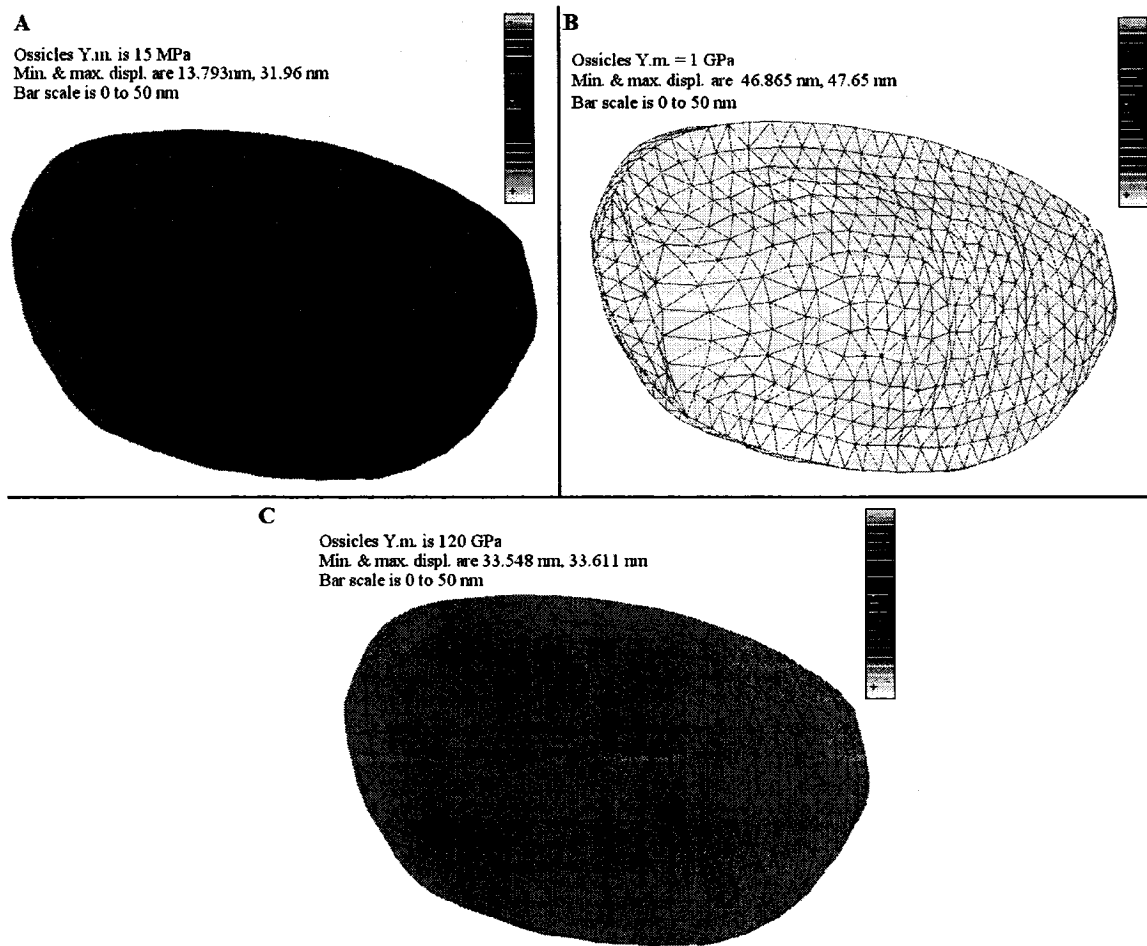 A
Ossicles Y.m. is 15 MPa
Min. & max. displ. are 13.793nm, 31.96 nm
Bar scale is 0 to 50 nm
B
Ossicles Y.m. = 1 GPa
Min. & max. displ. are 46.865 nm, 47.65 nm
Bar scale is 0 to 50 nm
C
Ossicles Y.m. is 120 GPa
Min. & max. displ. are 33.548 nm, 33.611 nm
Bar scale is 0 to 50 nm